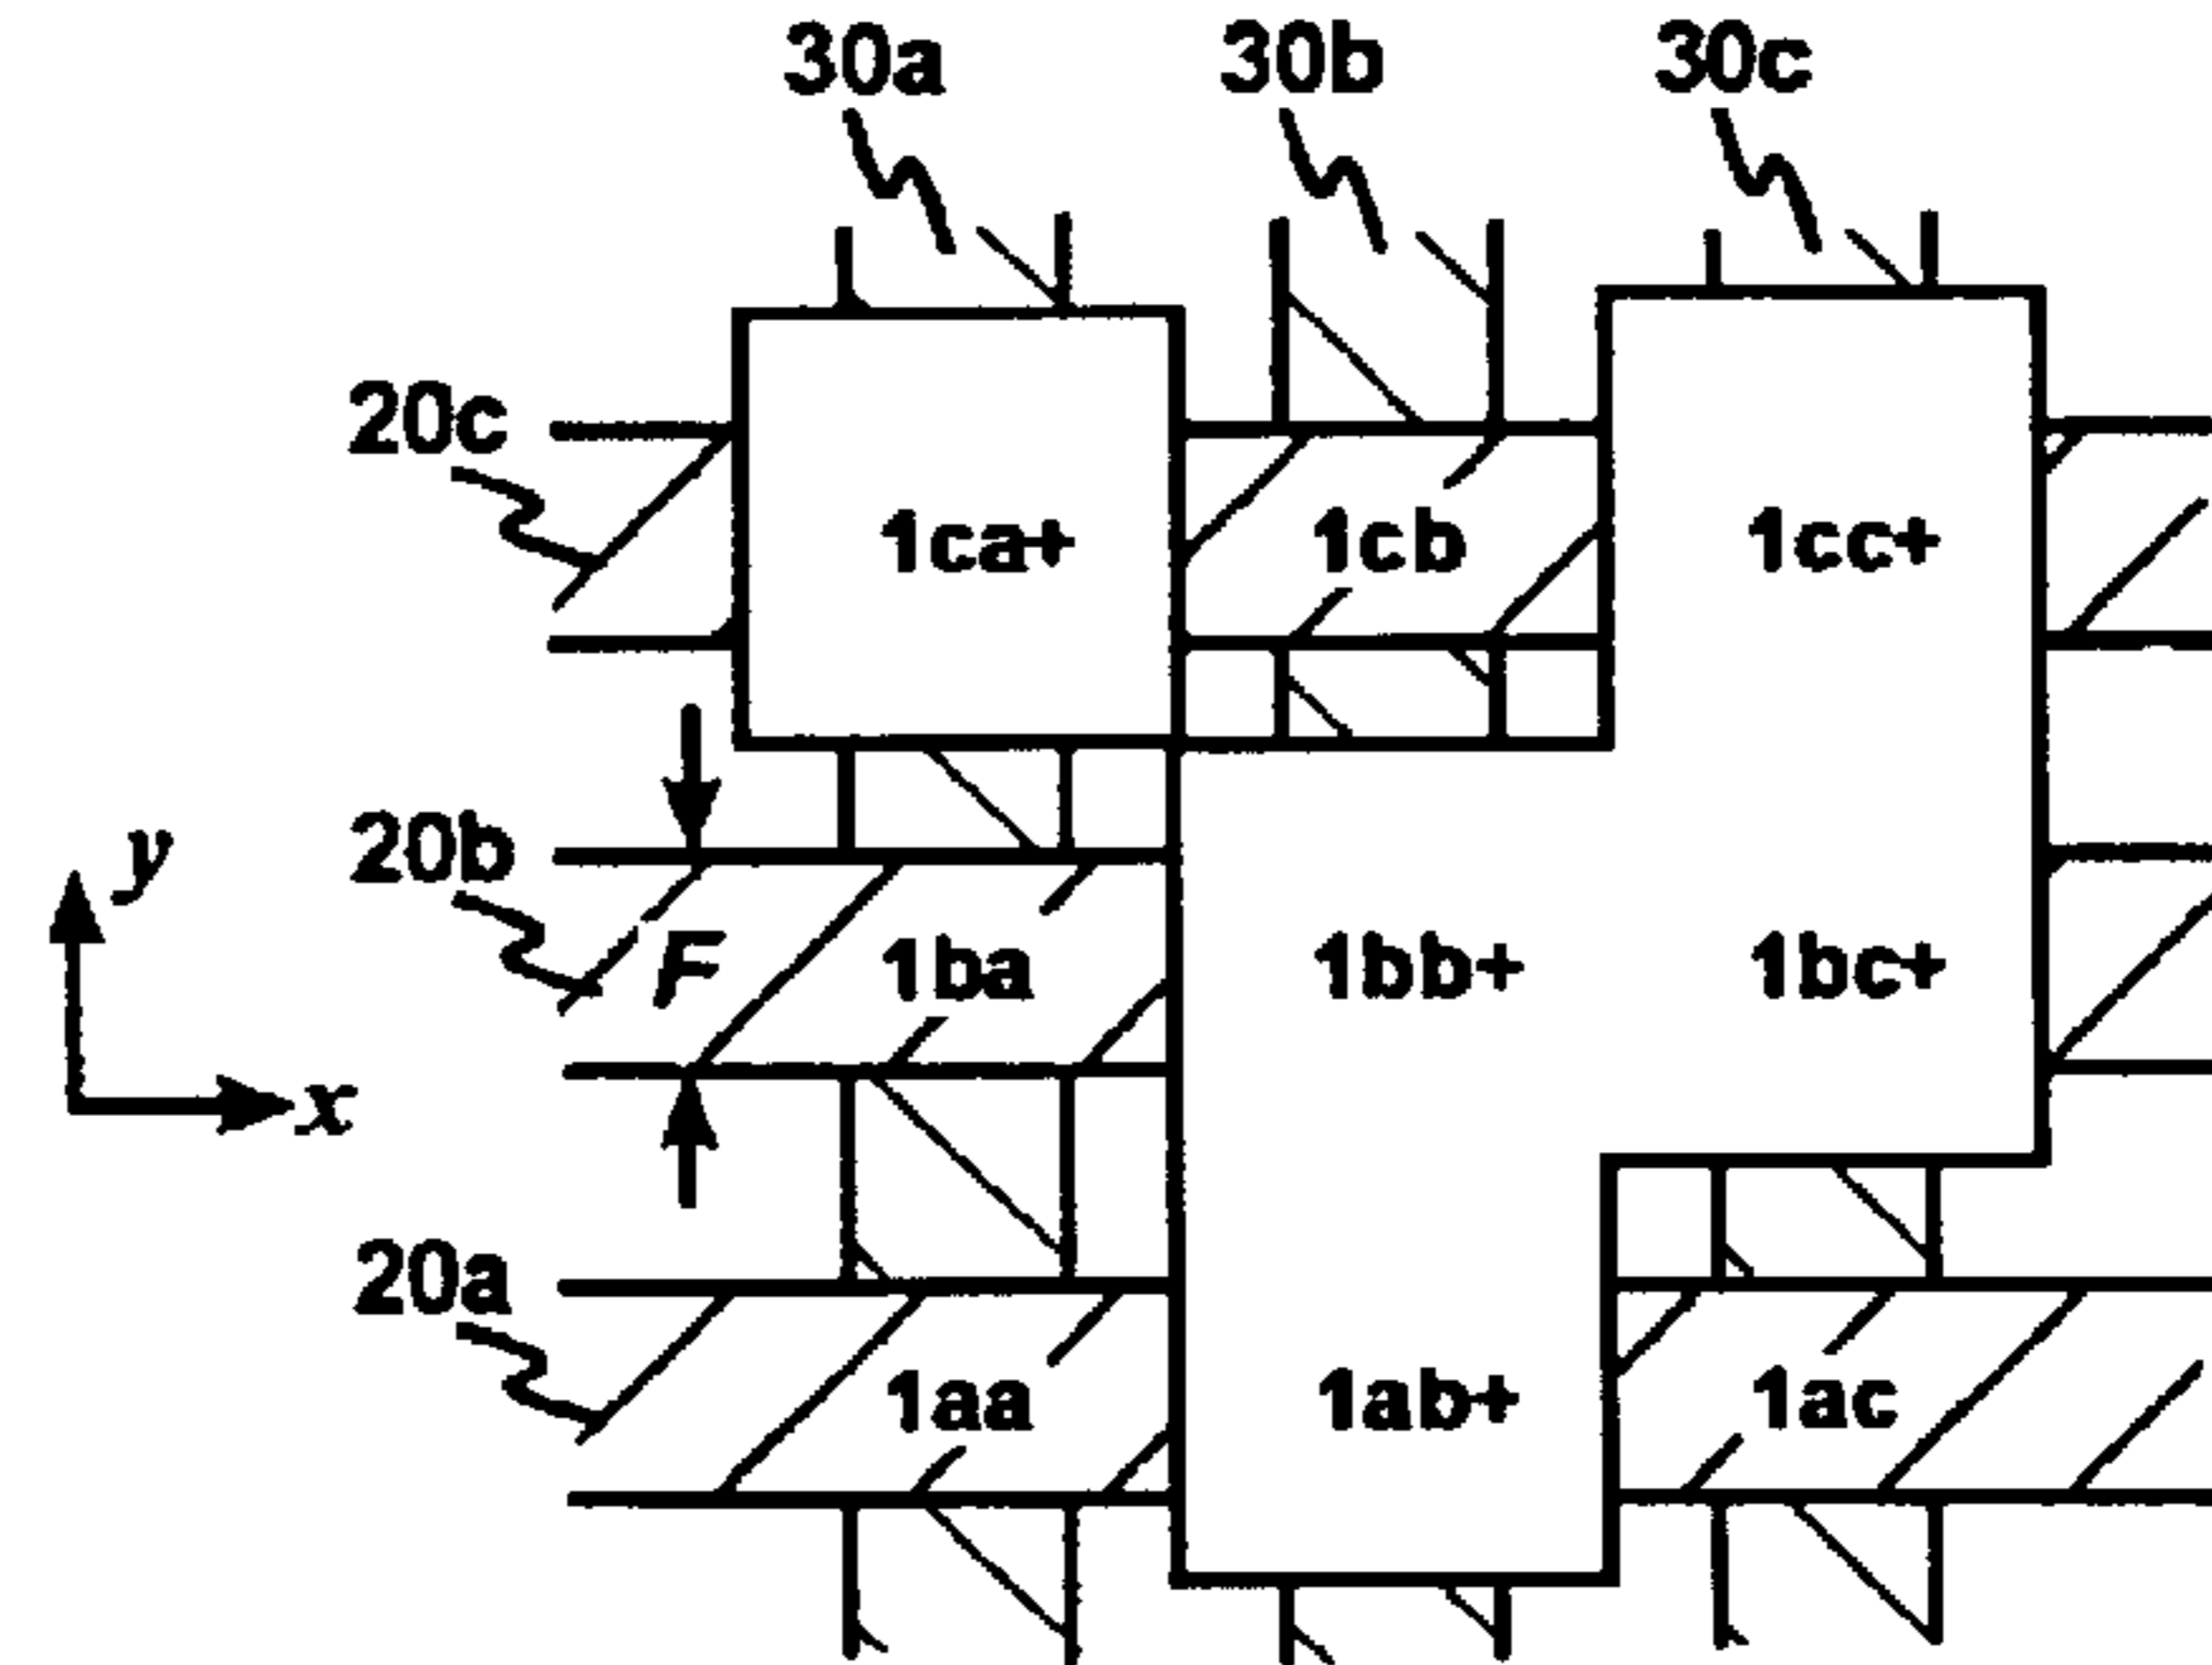 30a 30b 30c
20c 1ca+ 1cb 1cc+
20b F 1ba 1bb+ 1bc+
y
x
20a 1aa 1ab+ 1ac